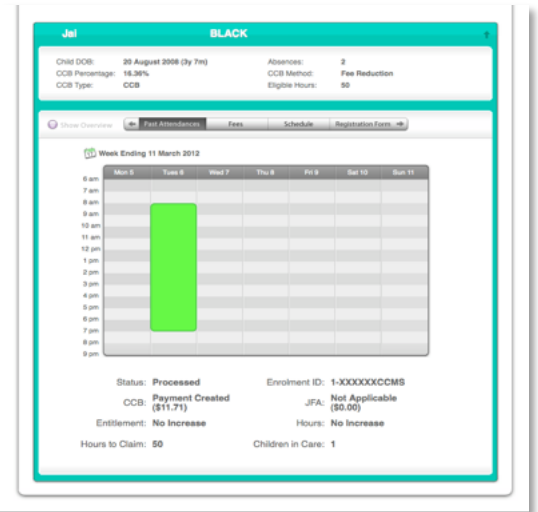 Jai BLACK
Child DOB: 20 August 2008 (3y 7m) Absences: 2
CCB Percentage: 16.36% CCB Method: Fee Reduction
CCB Type: CCB Eligible Hours: 50
Show Overview Past Attendances Fees Schedule Registration Form
Week Ending 11 March 2012
Mon 5 Tues 6 Wed 7 Thu 8 Fri 9 Sat 10 Sun 11
6 am
7 am
8 am
9 am
10 am
11 am
12 pm
1 pm
2 pm
3 pm
4 pm
5 pm
6 pm
7 pm
8 pm
9 pm
Status: Processed Enrolment ID: 1-XXXXXXCCMS
CCB: Payment Created ($11.71) JFA: Not Applicable ($0.00)
Entitlement: No Increase Hours: No Increase
Hours to Claim: 50 Children in Care: 1